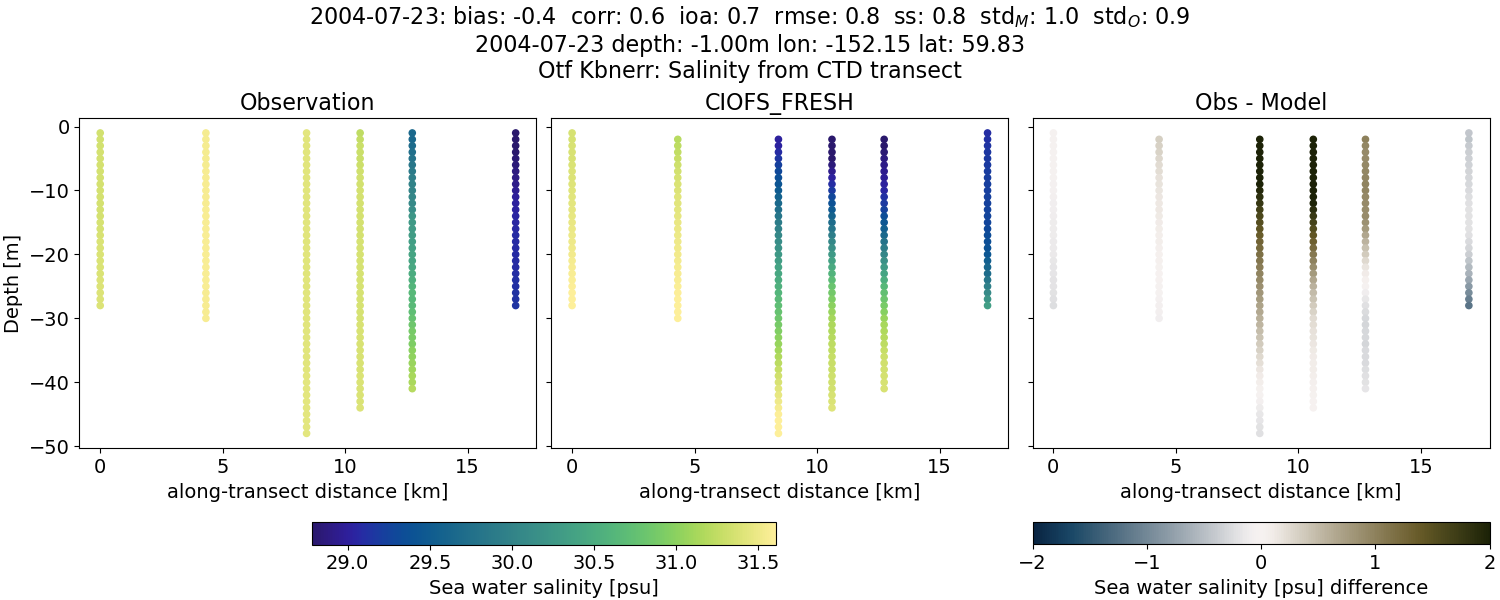 2004-07-23: bias: -0.4 corr: 0.6 ioa: 0.7 rmse: 0.8 ss: 0.8 std_M: 1.0 std_O: 0.9
2004-07-23 depth: -1.00m lon: -152.15 lat: 59.83
Otf Kbnerr: Salinity from CTD transect
Observation
CIOFS_FRESH
Obs - Model
Depth [m]
0
−10
−20
−30
−40
−50
0 5 10 15
0 5 10 15
0 5 10 15
along-transect distance [km]
along-transect distance [km]
along-transect distance [km]
29.0 29.5 30.0 30.5 31.0 31.5
Sea water salinity [psu]
−2 −1 0 1 2
Sea water salinity [psu] difference